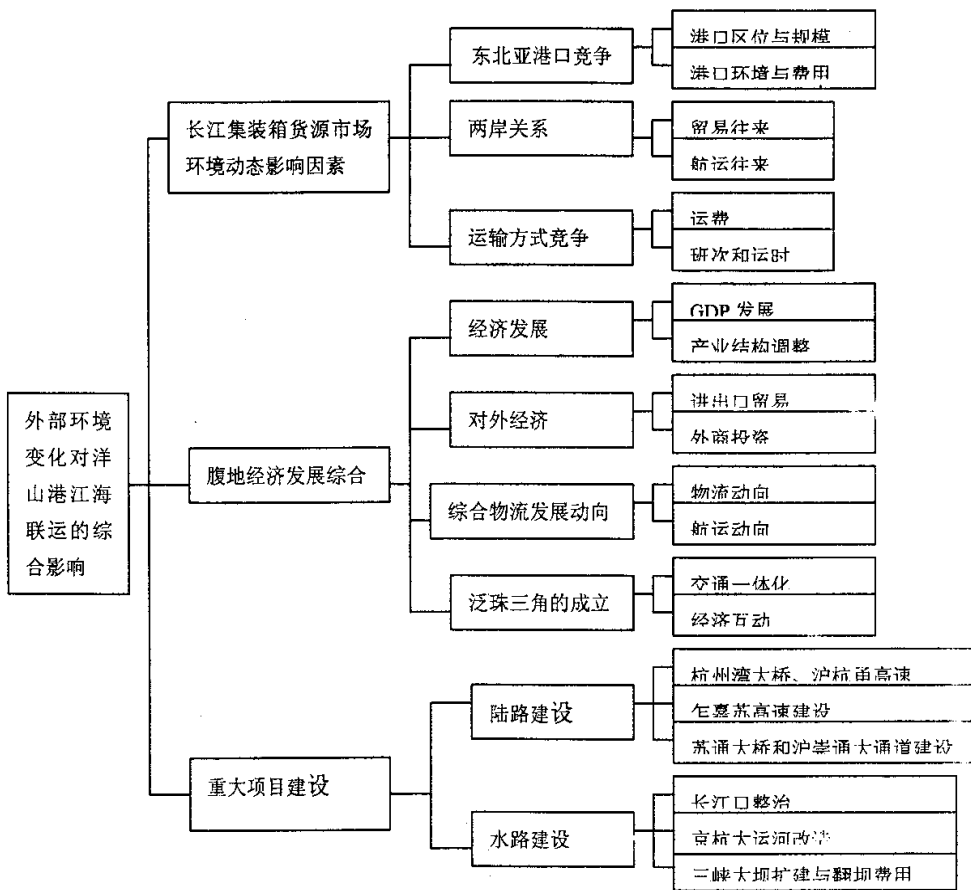 外部环境
变化对洋
山港江海
联运的综
合影响
长江集装箱货源市场
环境动态影响因素
东北亚港口竞争
港口区位与规模
港口环境与费用
两岸关系
贸易往来
航运往来
运输方式竞争
运费
班次和运时
腹地经济发展综合
经济发展
GDP 发展
产业结构调整
对外经济
进出口贸易
外商投资
综合物流发展动向
物流动向
航运动向
泛珠三角的成立
交通一体化
经济互动
重大项目建设
陆路建设
杭州湾大桥、沪杭甬高速
乍嘉苏高速建设
苏通大桥和沪崇通大通道建设
水路建设
长江口整治
京杭大运河改造
三峡大坝扩建与翻坝费用